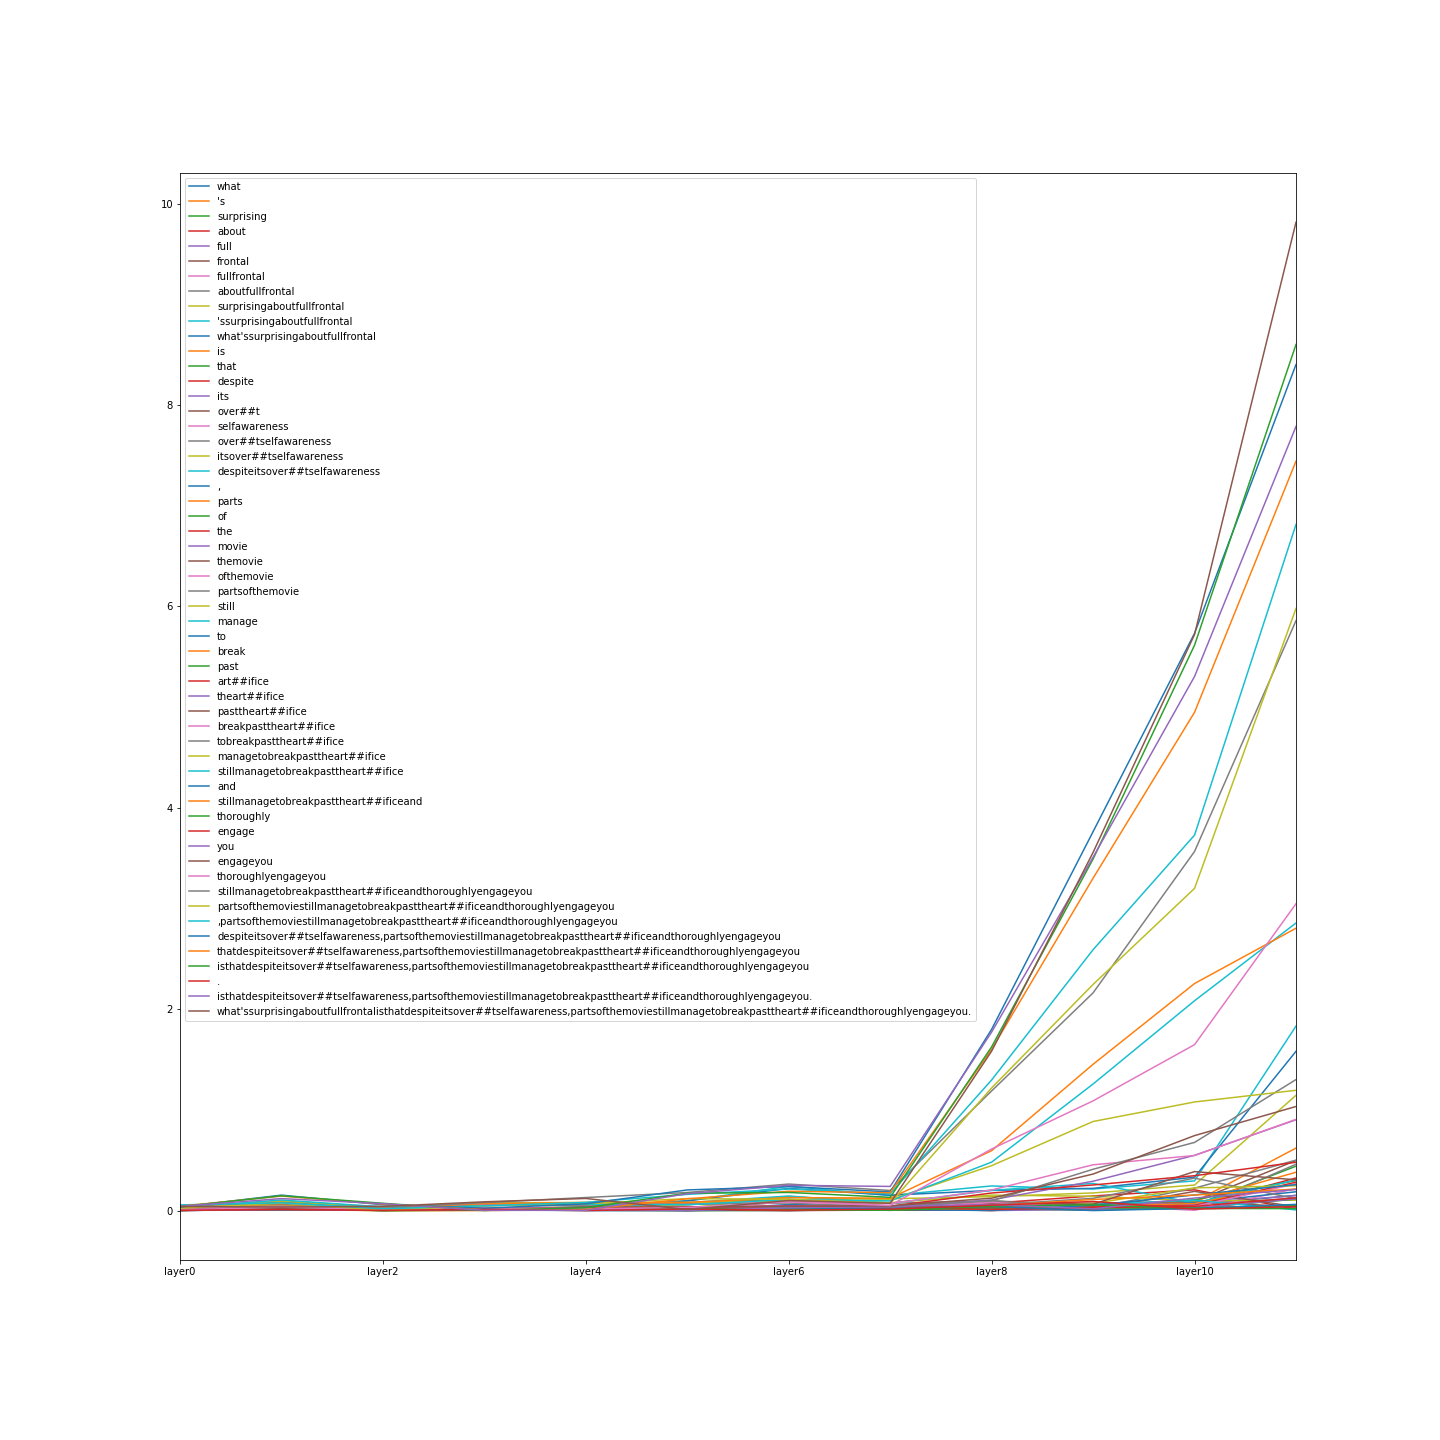 10
8
6
4
2
0
what
's
surprising
about
full
frontal
fullfrontal
aboutfullfrontal
surprisingaboutfullfrontal
'ssurprisingaboutfullfrontal
what'ssurprisingaboutfullfrontal
is
that
despite
its
over##t
selfawareness
over##tselfawareness
itsover##tselfawareness
despiteitsover##tselfawareness
,
parts
of
the
movie
themovie
ofthemovie
partsofthemovie
still
manage
to
break
past
art##ifice
theart##ifice
pasttheart##ifice
breakpasttheart##ifice
tobreakpasttheart##ifice
managetobreakpasttheart##ifice
stillmanagetobreakpasttheart##ifice
and
stillmanagetobreakpasttheart##ificeand
thoroughly
engage
you
engageyou
thoroughlyengageyou
stillmanagetobreakpasttheart##ificeandthoroughlyengageyou
partsofthemoviestillmanagetobreakpasttheart##ificeandthoroughlyengageyou
,partsofthemoviestillmanagetobreakpasttheart##ificeandthoroughlyengageyou
despiteitsover##tselfawareness,partsofthemoviestillmanagetobreakpasttheart##ificeandthoroughlyengageyou
thatdespiteitsover##tselfawareness,partsofthemoviestillmanagetobreakpasttheart##ificeandthoroughlyengageyou
isthatdespiteitsover##tselfawareness,partsofthemoviestillmanagetobreakpasttheart##ificeandthoroughlyengageyou
.
isthatdespiteitsover##tselfawareness,partsofthemoviestillmanagetobreakpasttheart##ificeandthoroughlyengageyou.
what'ssurprisingaboutfullfrontalisthatdespiteitsover##tselfawareness,partsofthemoviestillmanagetobreakpasttheart##ificeandthoroughlyengageyou.
layer0 layer2 layer4 layer6 layer8 layer10